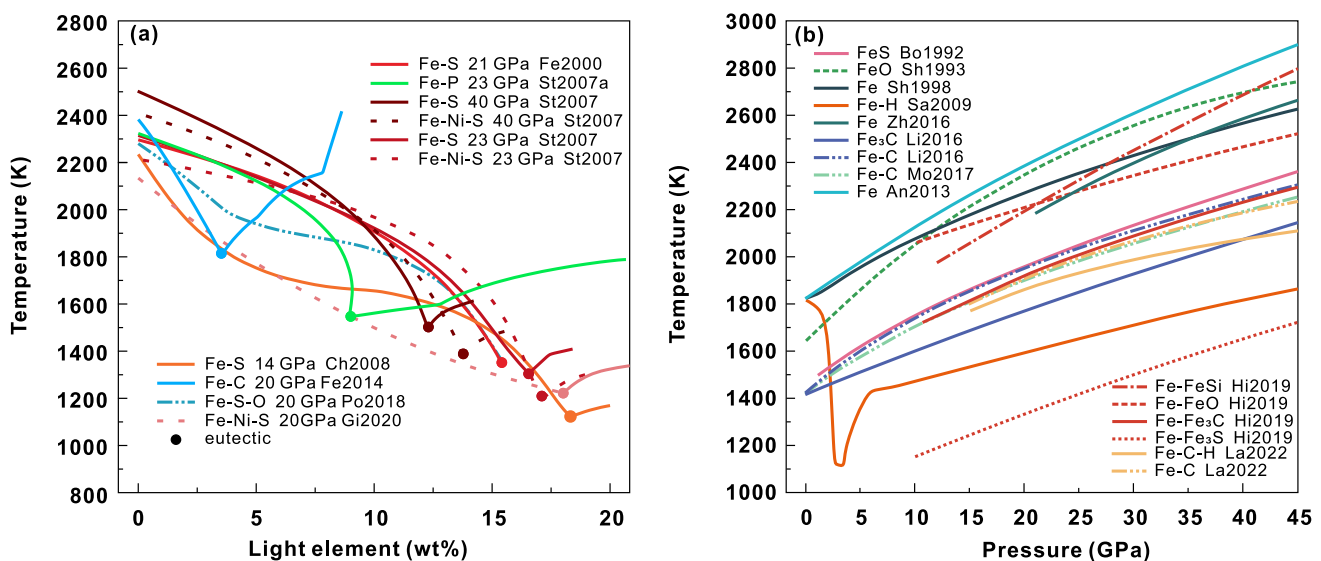 (a)
Fe-S 21 GPa Fe2000
Fe-P 23 GPa St2007a
Fe-S 40 GPa St2007
Fe-Ni-S 40 GPa St2007
Fe-S 23 GPa St2007
Fe-Ni-S 23 GPa St2007
Fe-S 14 GPa Ch2008
Fe-C 20 GPa Fe2014
Fe-S-O 20 GPa Po2018
Fe-Ni-S 20GPa Gi2020
eutectic
2800
2600
2400
2200
2000
1800
1600
1400
1200
1000
800
Temperature (K)
0 5 10 15 20
Light element (wt%)
(b)
FeS Bo1992
FeO Sh1993
Fe Sh1998
Fe-H Sa2009
Fe Zh2016
Fe₃C Li2016
Fe-C Li2016
Fe-C Mo2017
Fe An2013
Fe-FeSi Hi2019
Fe-FeO Hi2019
Fe-Fe₃C Hi2019
Fe-Fe₃S Hi2019
Fe-C-H La2022
Fe-C La2022
3000
2800
2600
2400
2200
2000
1800
1600
1400
1200
1000
Temperature (K)
0 5 10 15 20 25 30 35 40 45
Pressure (GPa)